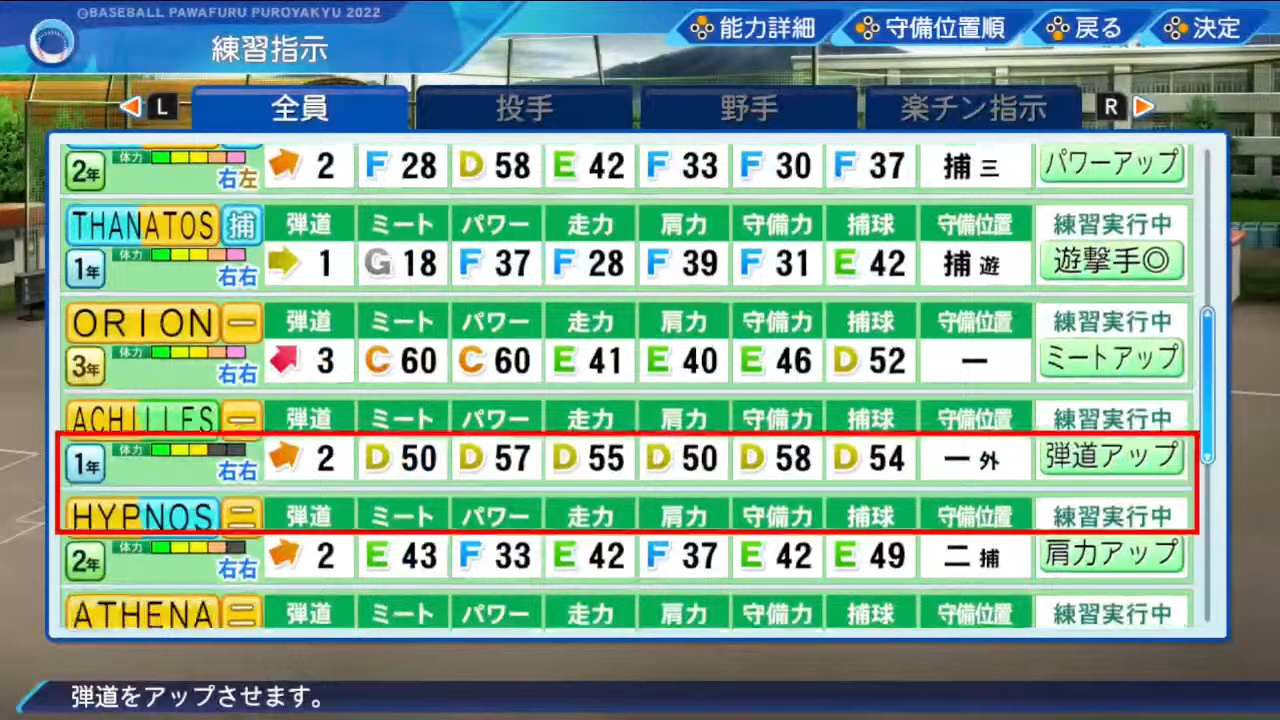 ©BASEBALL PAWAFURU PUROYAKYU 2022
練習指示
能力詳細 守備位置順 戻る 決定
L 全員 投手 野手 楽チン指示 R
2年 体力 右左 2 F 28 D 58 E 42 F 33 F 30 F 37 捕 三 パワーアップ
THANATOS 捕 弾道 ミート パワー 走力 肩力 守備力 捕球 守備位置 練習実行中
1年 体力 右右 1 G 18 F 37 F 28 F 39 F 31 E 42 捕 遊 遊撃手◎
ORION 一 弾道 ミート パワー 走力 肩力 守備力 捕球 守備位置 練習実行中
3年 体力 右右 3 C 60 C 60 E 41 E 40 E 46 D 52 一 ミートアップ
ACHILLES 一 弾道 ミート パワー 走力 肩力 守備力 捕球 守備位置 練習実行中
1年 体力 右右 2 D 50 D 57 D 55 D 50 D 58 D 54 一 外 弾道アップ
HYPNOS 二 弾道 ミート パワー 走力 肩力 守備力 捕球 守備位置 練習実行中
2年 体力 右右 2 E 43 F 33 E 42 F 37 E 42 E 49 二 捕 肩力アップ
ATHENA 二 弾道 ミート パワー 走力 肩力 守備力 捕球 守備位置 練習実行中
弾道をアップさせます。